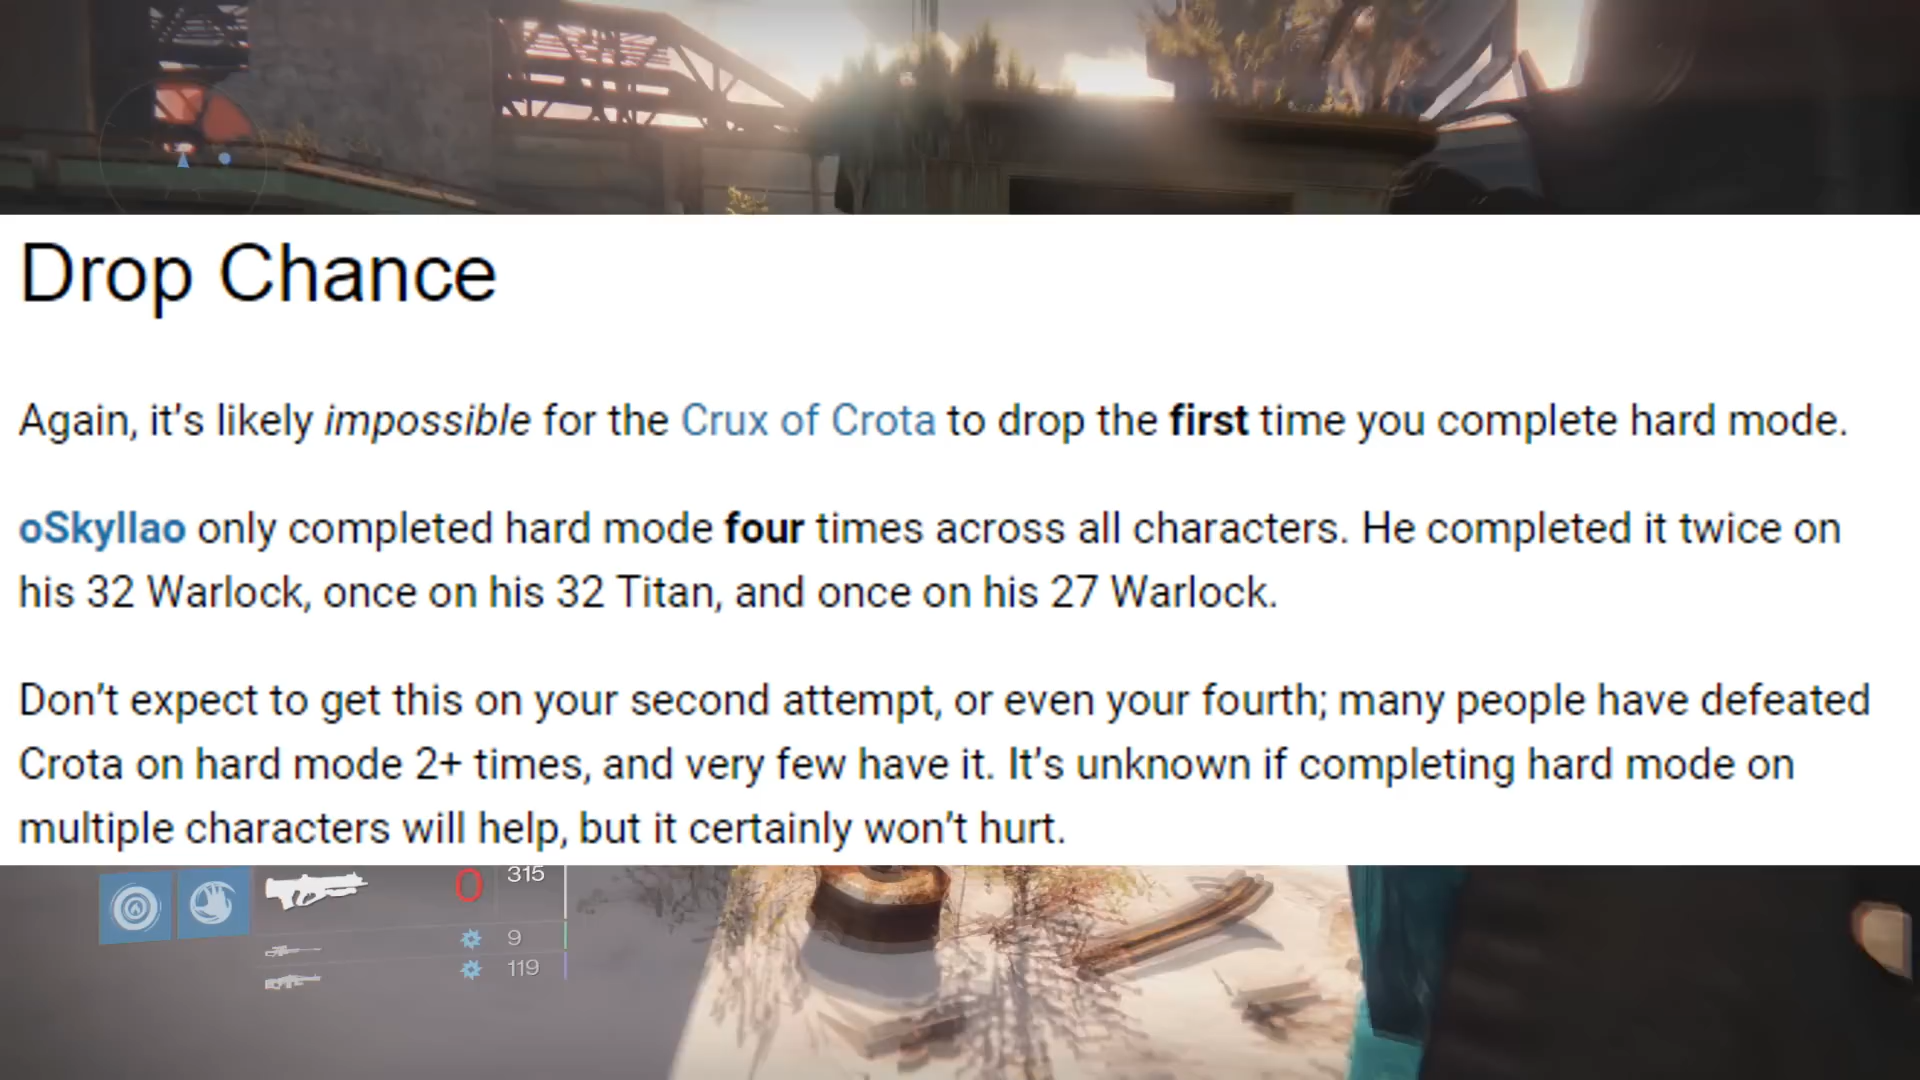 Drop Chance
Again, it's likely impossible for the Crux of Crota to drop the first time you complete hard mode.
oSkyllao only completed hard mode four times across all characters. He completed it twice on
his 32 Warlock, once on his 32 Titan, and once on his 27 Warlock.
Don’t expect to get this on your second attempt, or even your fourth; many people have defeated
Crota on hard mode 2+ times, and very few have it. It's unknown if completing hard mode on
multiple characters will help, but it certainly won’t hurt.
0 315
9
119